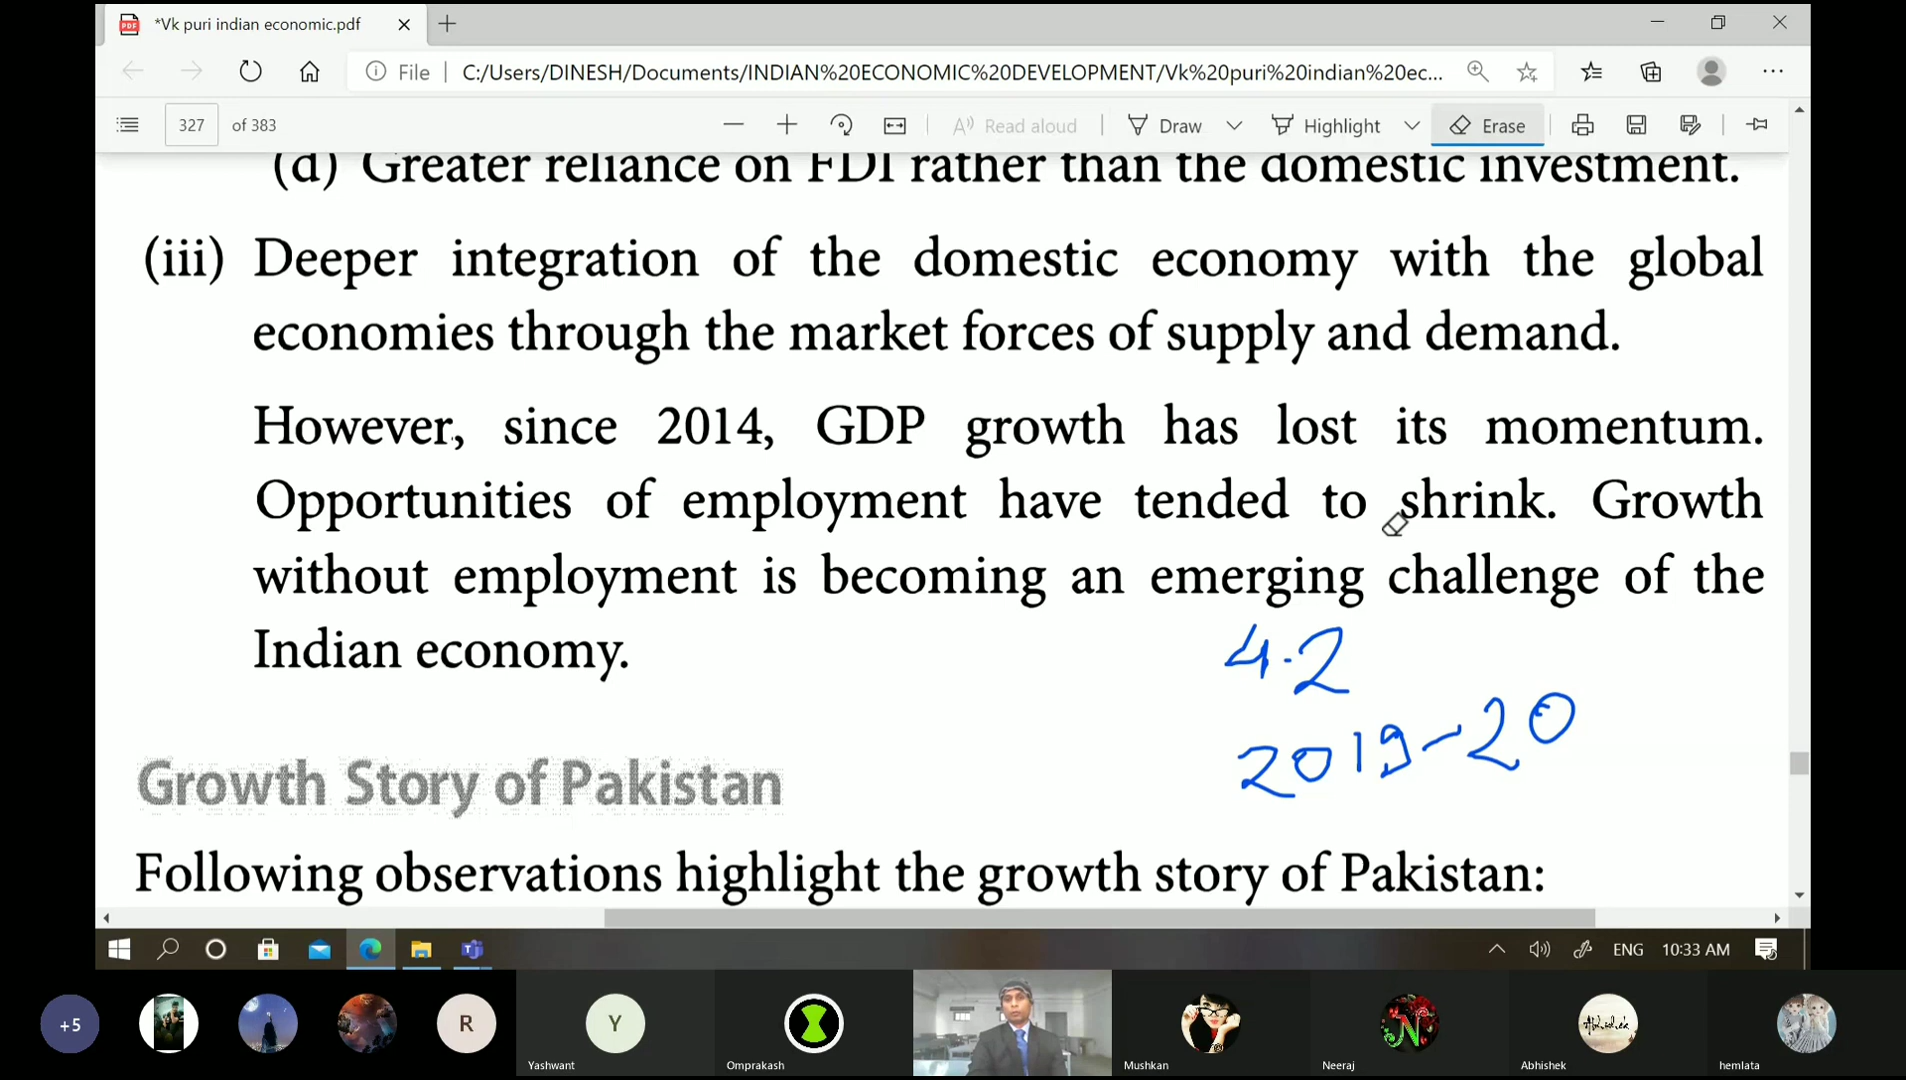 *Vk puri indian economic.pdf
File | C:/Users/DINESH/Documents/INDIAN%20ECONOMIC%20DEVELOPMENT/Vk%20puri%20indian%20ec...
327 of 383
Read aloud Draw Highlight Erase
(d) Greater reliance on FDI rather than the domestic investment.
(iii) Deeper integration of the domestic economy with the global
economies through the market forces of supply and demand.
However, since 2014, GDP growth has lost its momentum.
Opportunities of employment have tended to shrink. Growth
without employment is becoming an emerging challenge of the
Indian economy.
4.2
2019-20
Growth Story of Pakistan
Following observations highlight the growth story of Pakistan:
ENG 10:33 AM
+5 R Y N
Yashwant Omprakash Mushkan Neeraj Abhishek hemlata